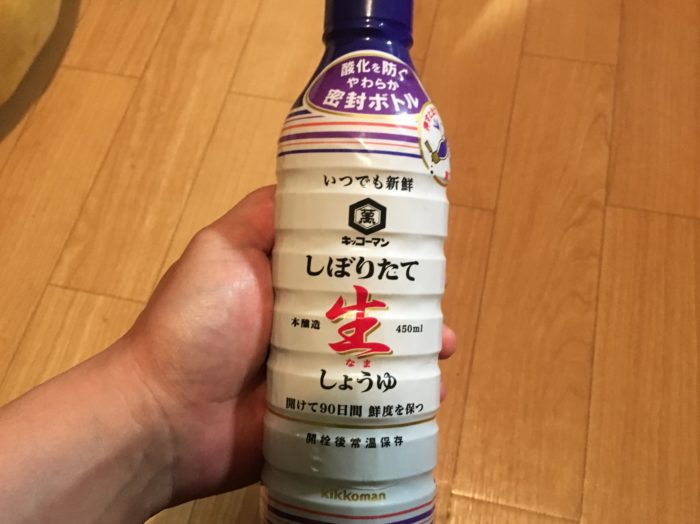 酸化を防ぐ
やわらか
密封ボトル
いつでも新鮮
萬
キッコーマン
しぼりたて
本醸造 生 450ml
なま
しょうゆ
開けて90日間 鮮度を保つ
開栓後常温保存
kikkoman